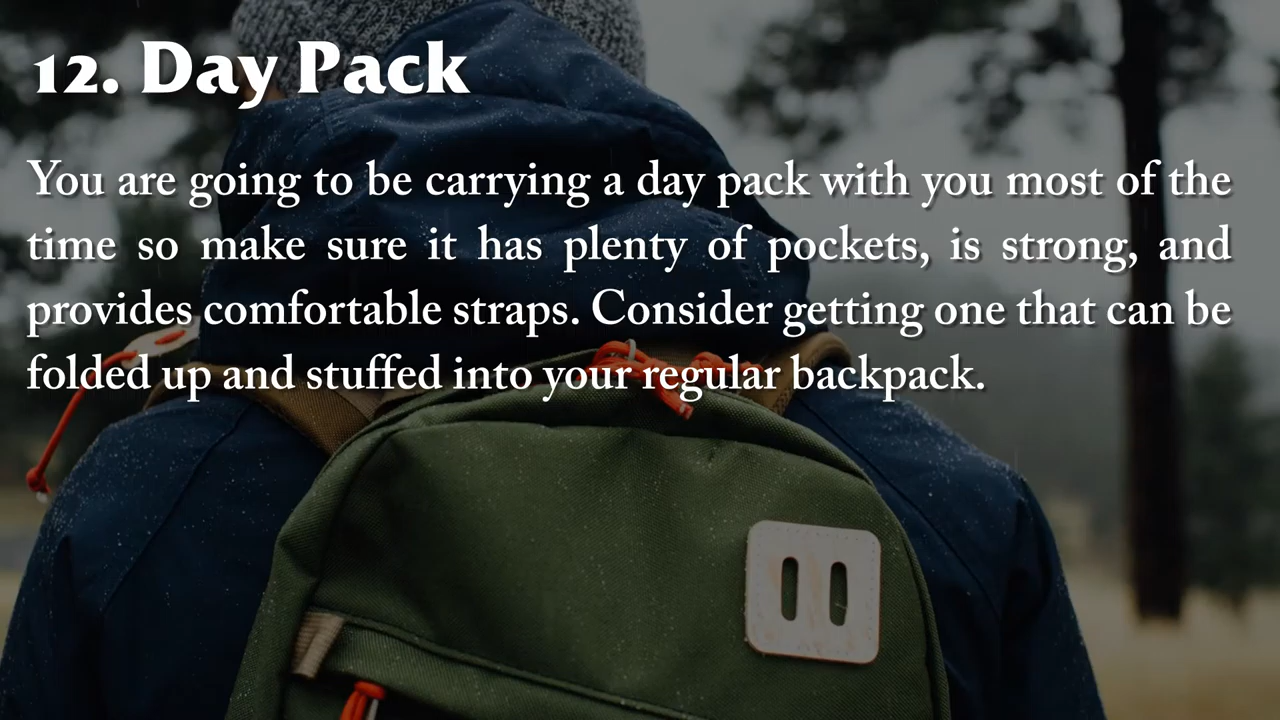 12. Day Pack
You are going to be carrying a day pack with you most of the
time so make sure it has plenty of pockets, is strong, and
provides comfortable straps. Consider getting one that can be
folded up and stuffed into your regular backpack.